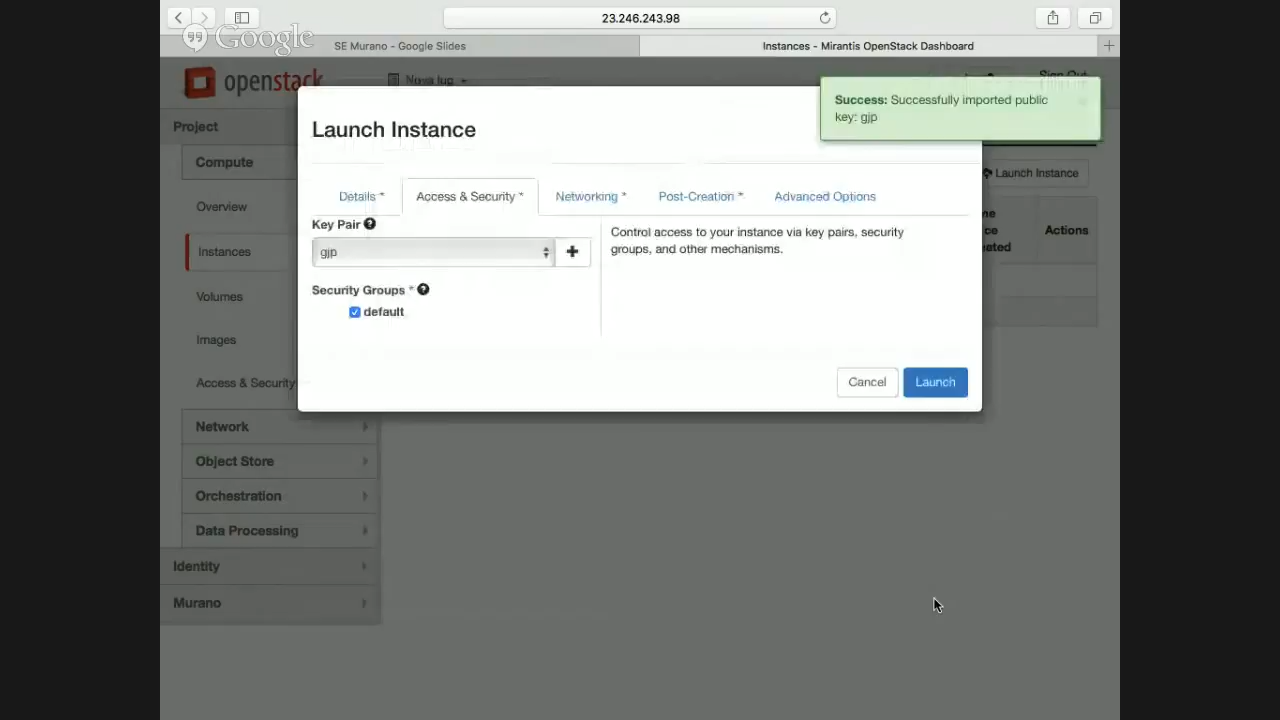 23.246.243.98
Google
SE Murano - Google Slides
Instances - Mirantis OpenStack Dashboard
openstack
Sign Out
Success: Successfully imported public
key: gjp
Launch Instance
Project
Compute
Launch Instance
Details *
Access & Security *
Networking *
Post-Creation *
Advanced Options
Overview
Key Pair
Control access to your instance via key pairs, security
groups, and other mechanisms.
Actions
Instances
gjp
Security Groups *
default
Volumes
Images
Access & Security
Cancel
Launch
Network
Object Store
Orchestration
Data Processing
Identity
Murano